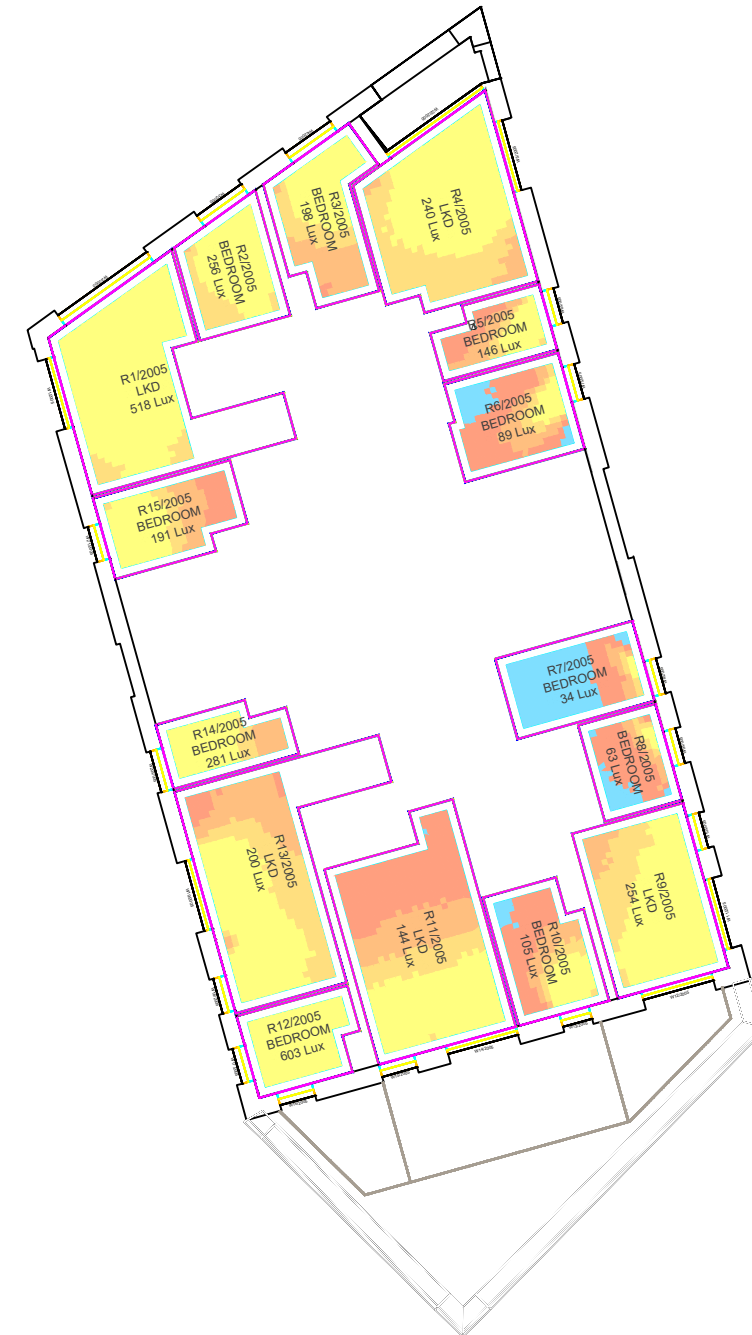 R3/2005
BEDROOM
198 Lux
R4/2005
LKD
240 Lux
R2/2005
BEDROOM
256 Lux
R5/2005
BEDROOM
146 Lux
R1/2005
LKD
518 Lux
R6/2005
BEDROOM
89 Lux
R15/2005
BEDROOM
191 Lux
R7/2005
BEDROOM
34 Lux
R14/2005
BEDROOM
281 Lux
R8/2005
BEDROOM
63 Lux
R13/2005
LKD
200 Lux
R9/2005
LKD
254 Lux
R11/2005
LKD
144 Lux
R10/2005
BEDROOM
105 Lux
R12/2005
BEDROOM
603 Lux